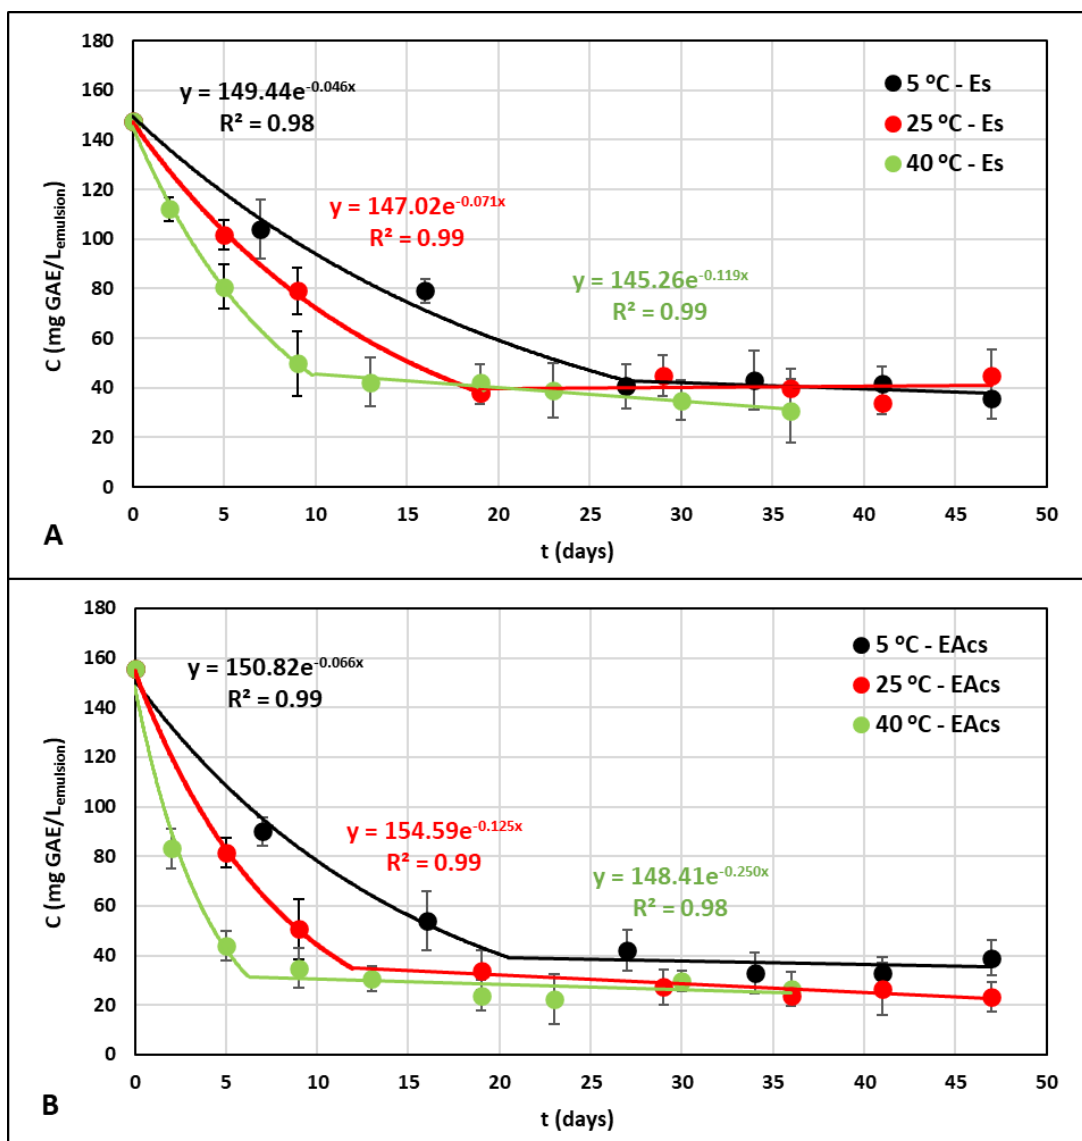 180
160
140
120
100
80
60
40
20
0
C (mg GAE/L_emulsion)
y = 149.44e^-0.046x
R² = 0.98
y = 147.02e^-0.071x
R² = 0.99
y = 145.26e^-0.119x
R² = 0.99
5 °C - Es
25 °C - Es
40 °C - Es
0 5 10 15 20 25 30 35 40 45 50
t (days)
A
180
160
140
120
100
80
60
40
20
0
C (mg GAE/L_emulsion)
y = 150.82e^-0.066x
R² = 0.99
y = 154.59e^-0.125x
R² = 0.99
y = 148.41e^-0.250x
R² = 0.98
5 °C - EAcs
25 °C - EAcs
40 °C - EAcs
0 5 10 15 20 25 30 35 40 45 50
t (days)
B